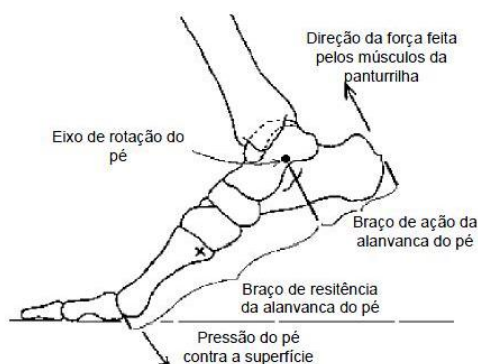 Direção da força feita
pelos músculos da
panturrilha
Eixo de rotação do
pé
Braço de ação da
alanvanca do pé
Braço de resitência
da alanvanca do pé
Pressão do pé
contra a superfície